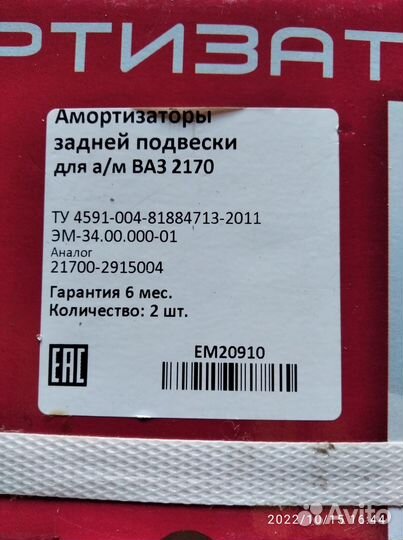 РТИЗАТ
Амортизаторы
задней подвески
для а/м ВАЗ 2170
ТУ 4591-004-81884713-2011
ЭМ-34.00.000-01
Аналог
21700-2915004
Гарантия 6 мес.
Количество: 2 шт.
EAC
EM20910
2022/10/15 16:44
Avito